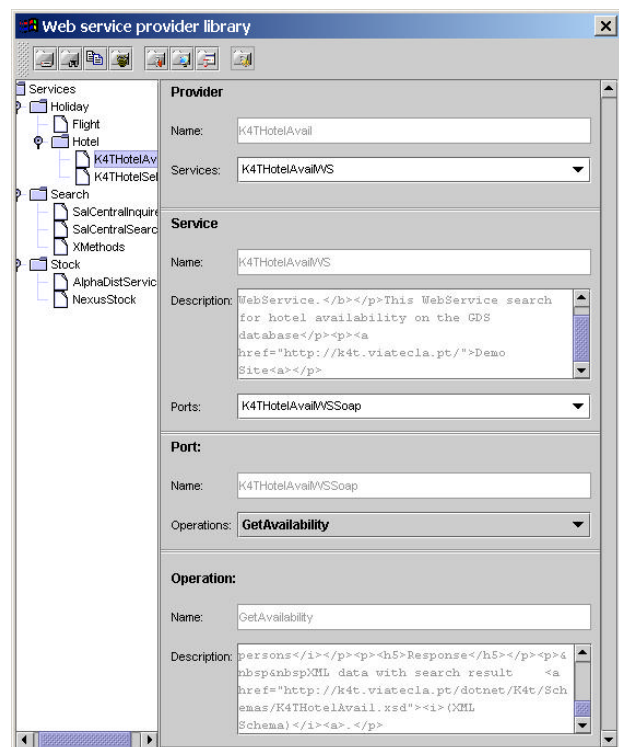 Web service provider library
Services
Holiday
Flight
Hotel
K4THotelAv
K4THotelSel
Search
SalCentralInquire
SalCentralSearc
XMethods
Stock
AlphaDistServic
NexusStock
Provider
Name: K4THotelAvail
Services: K4THotelAvailWS
Service
Name: K4THotelAvailWS
Description: WebService.</b></p>This WebService search
for hotel availability on the GDS
database</p><p><a
href="http://k4t.viatecla.pt/">Demo
Site<a></p>
Ports: K4THotelAvailWSSoap
Port:
Name: K4THotelAvailWSSoap
Operations: GetAvailability
Operation:
Name: GetAvailability
Description: persons</i></p><p><h5>Response</h5></p><p>&
nbsp&nbspXML data with search result <a
href="http://k4t.viatecla.pt/dotnet/K4t/Sch
emas/K4THotelAvail.xsd"><i>(XML
Schema)</i><a>.</p>